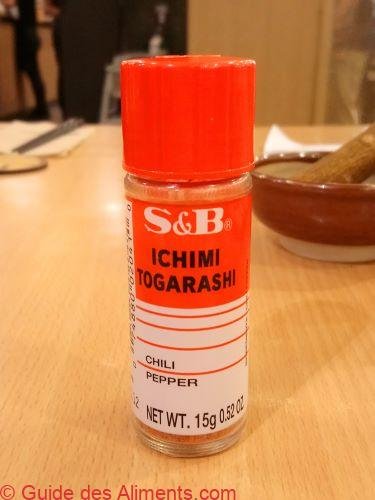 S&B®
ICHIMI
TOGARASHI
CHILI
PEPPER
NET WT. 15g 0.52 OZ
© Guide des Aliments.com